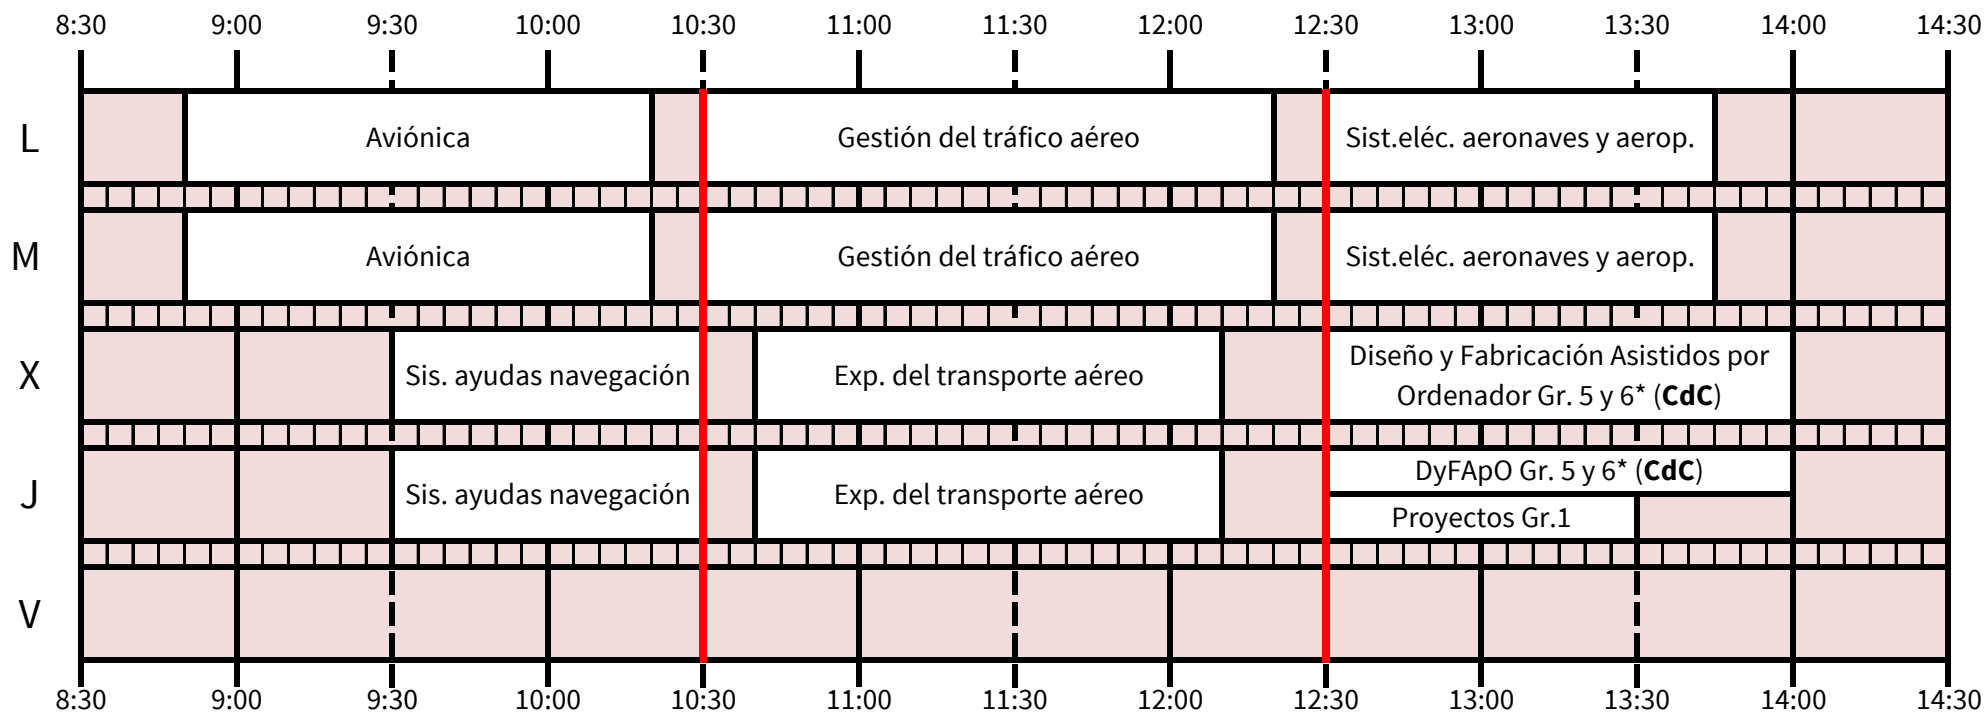 8:30 9:00 9:30 10:00 10:30 11:00 11:30 12:00 12:30 13:00 13:30 14:00 14:30
L Aviónica Gestión del tráfico aéreo Sist.eléc. aeronaves y aerop.
M Aviónica Gestión del tráfico aéreo Sist.eléc. aeronaves y aerop.
X Sis. ayudas navegación Exp. del transporte aéreo Diseño y Fabricación Asistidos por
Ordenador Gr. 5 y 6* (CdC)
J Sis. ayudas navegación Exp. del transporte aéreo DyFApO Gr. 5 y 6* (CdC)
Proyectos Gr.1
V
8:30 9:00 9:30 10:00 10:30 11:00 11:30 12:00 12:30 13:00 13:30 14:00 14:30